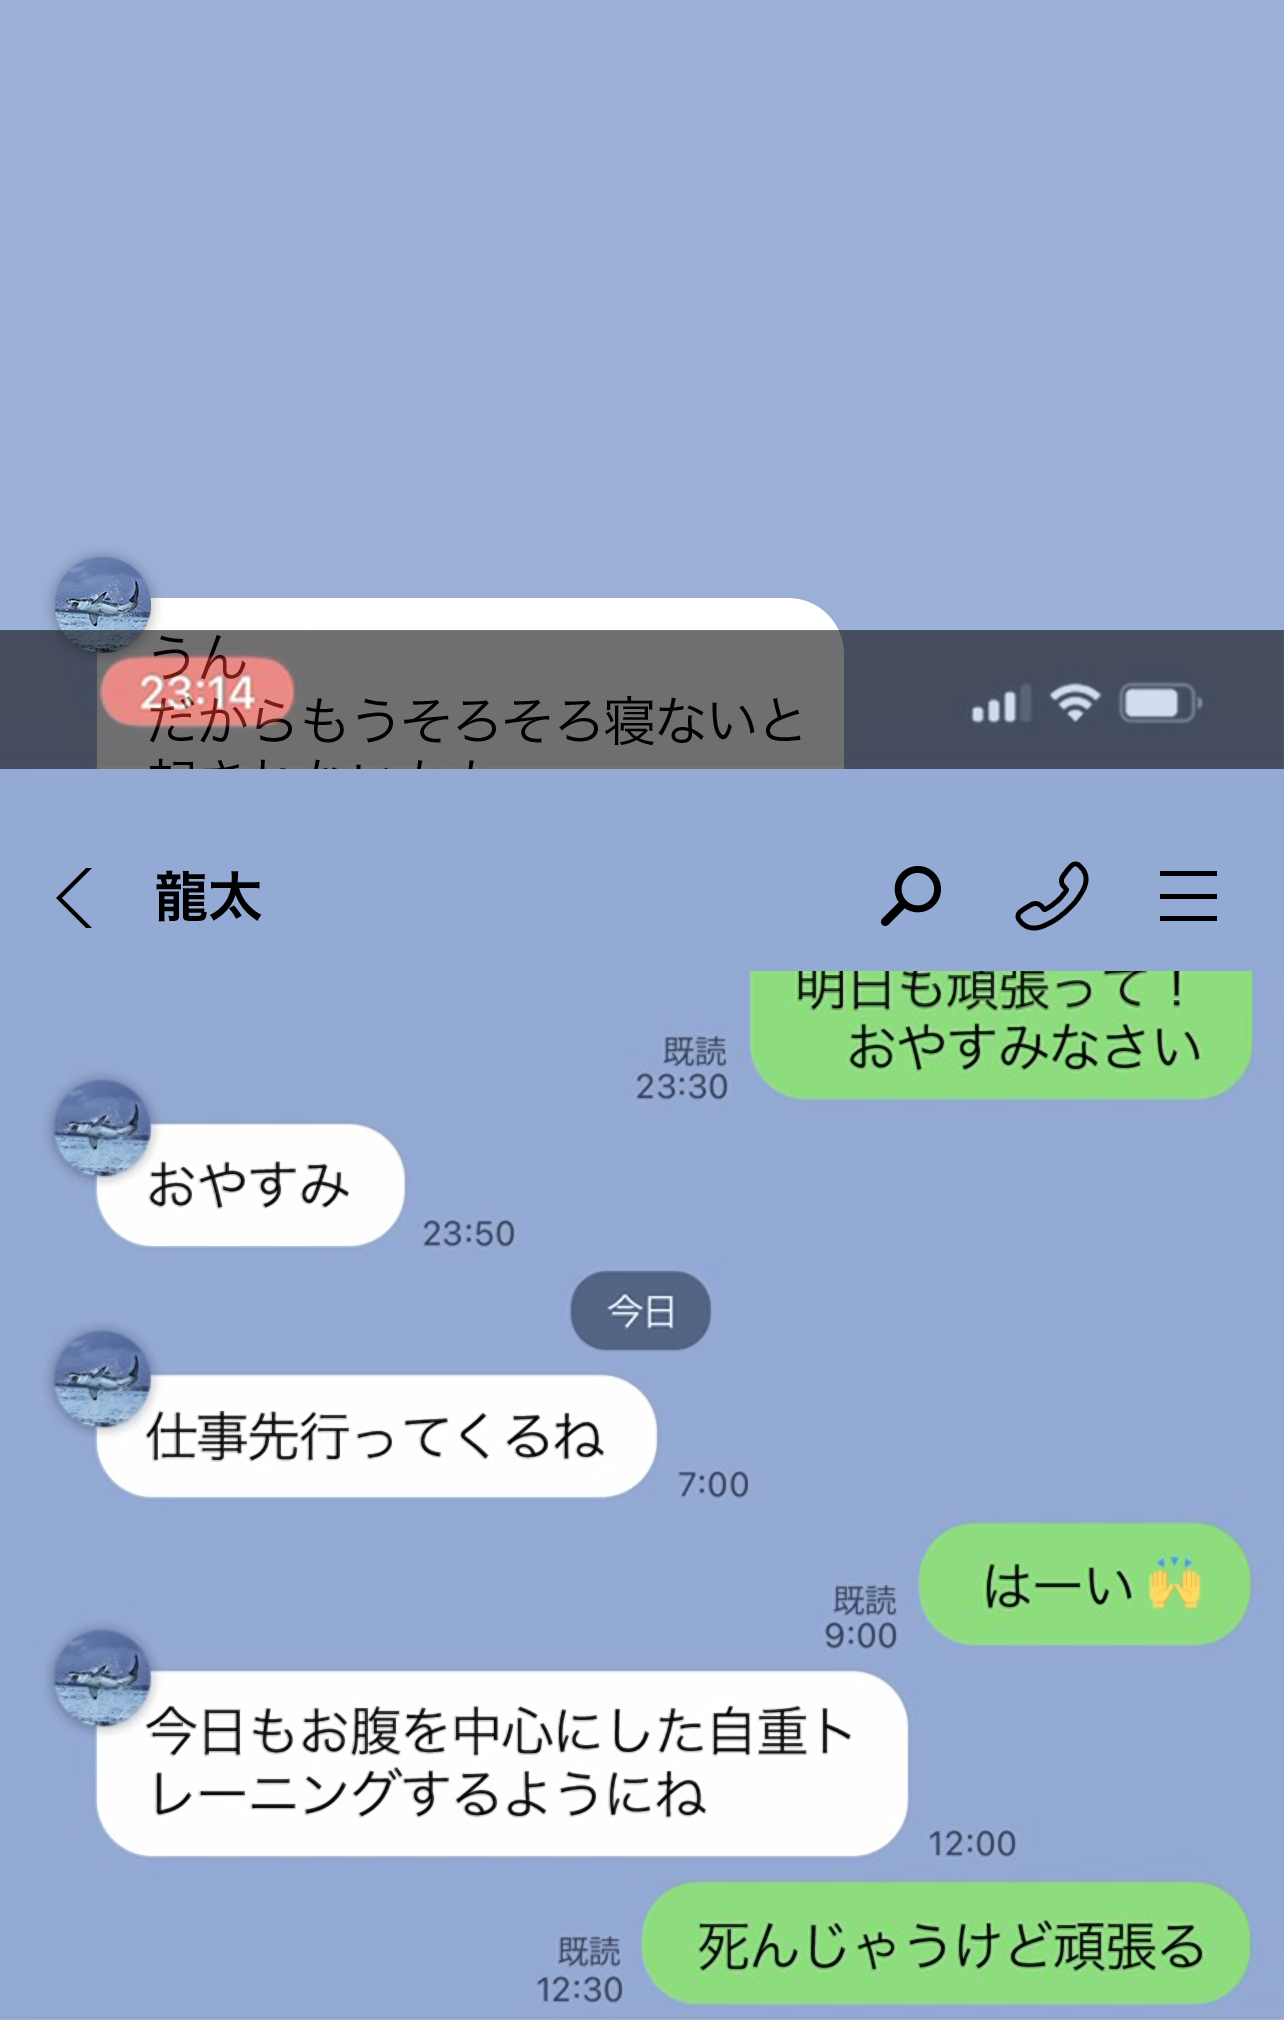 うん
23:14
だからもうそろそろ寝ないと
龍太
明日も頑張って！
おやすみなさい
既読
23:30
おやすみ
23:50
今日
仕事先行ってくるね
7:00
はーい🙌
既読
9:00
今日もお腹を中心にした自重ト
レーニングするようにね
12:00
死んじゃうけど頑張る
既読
12:30